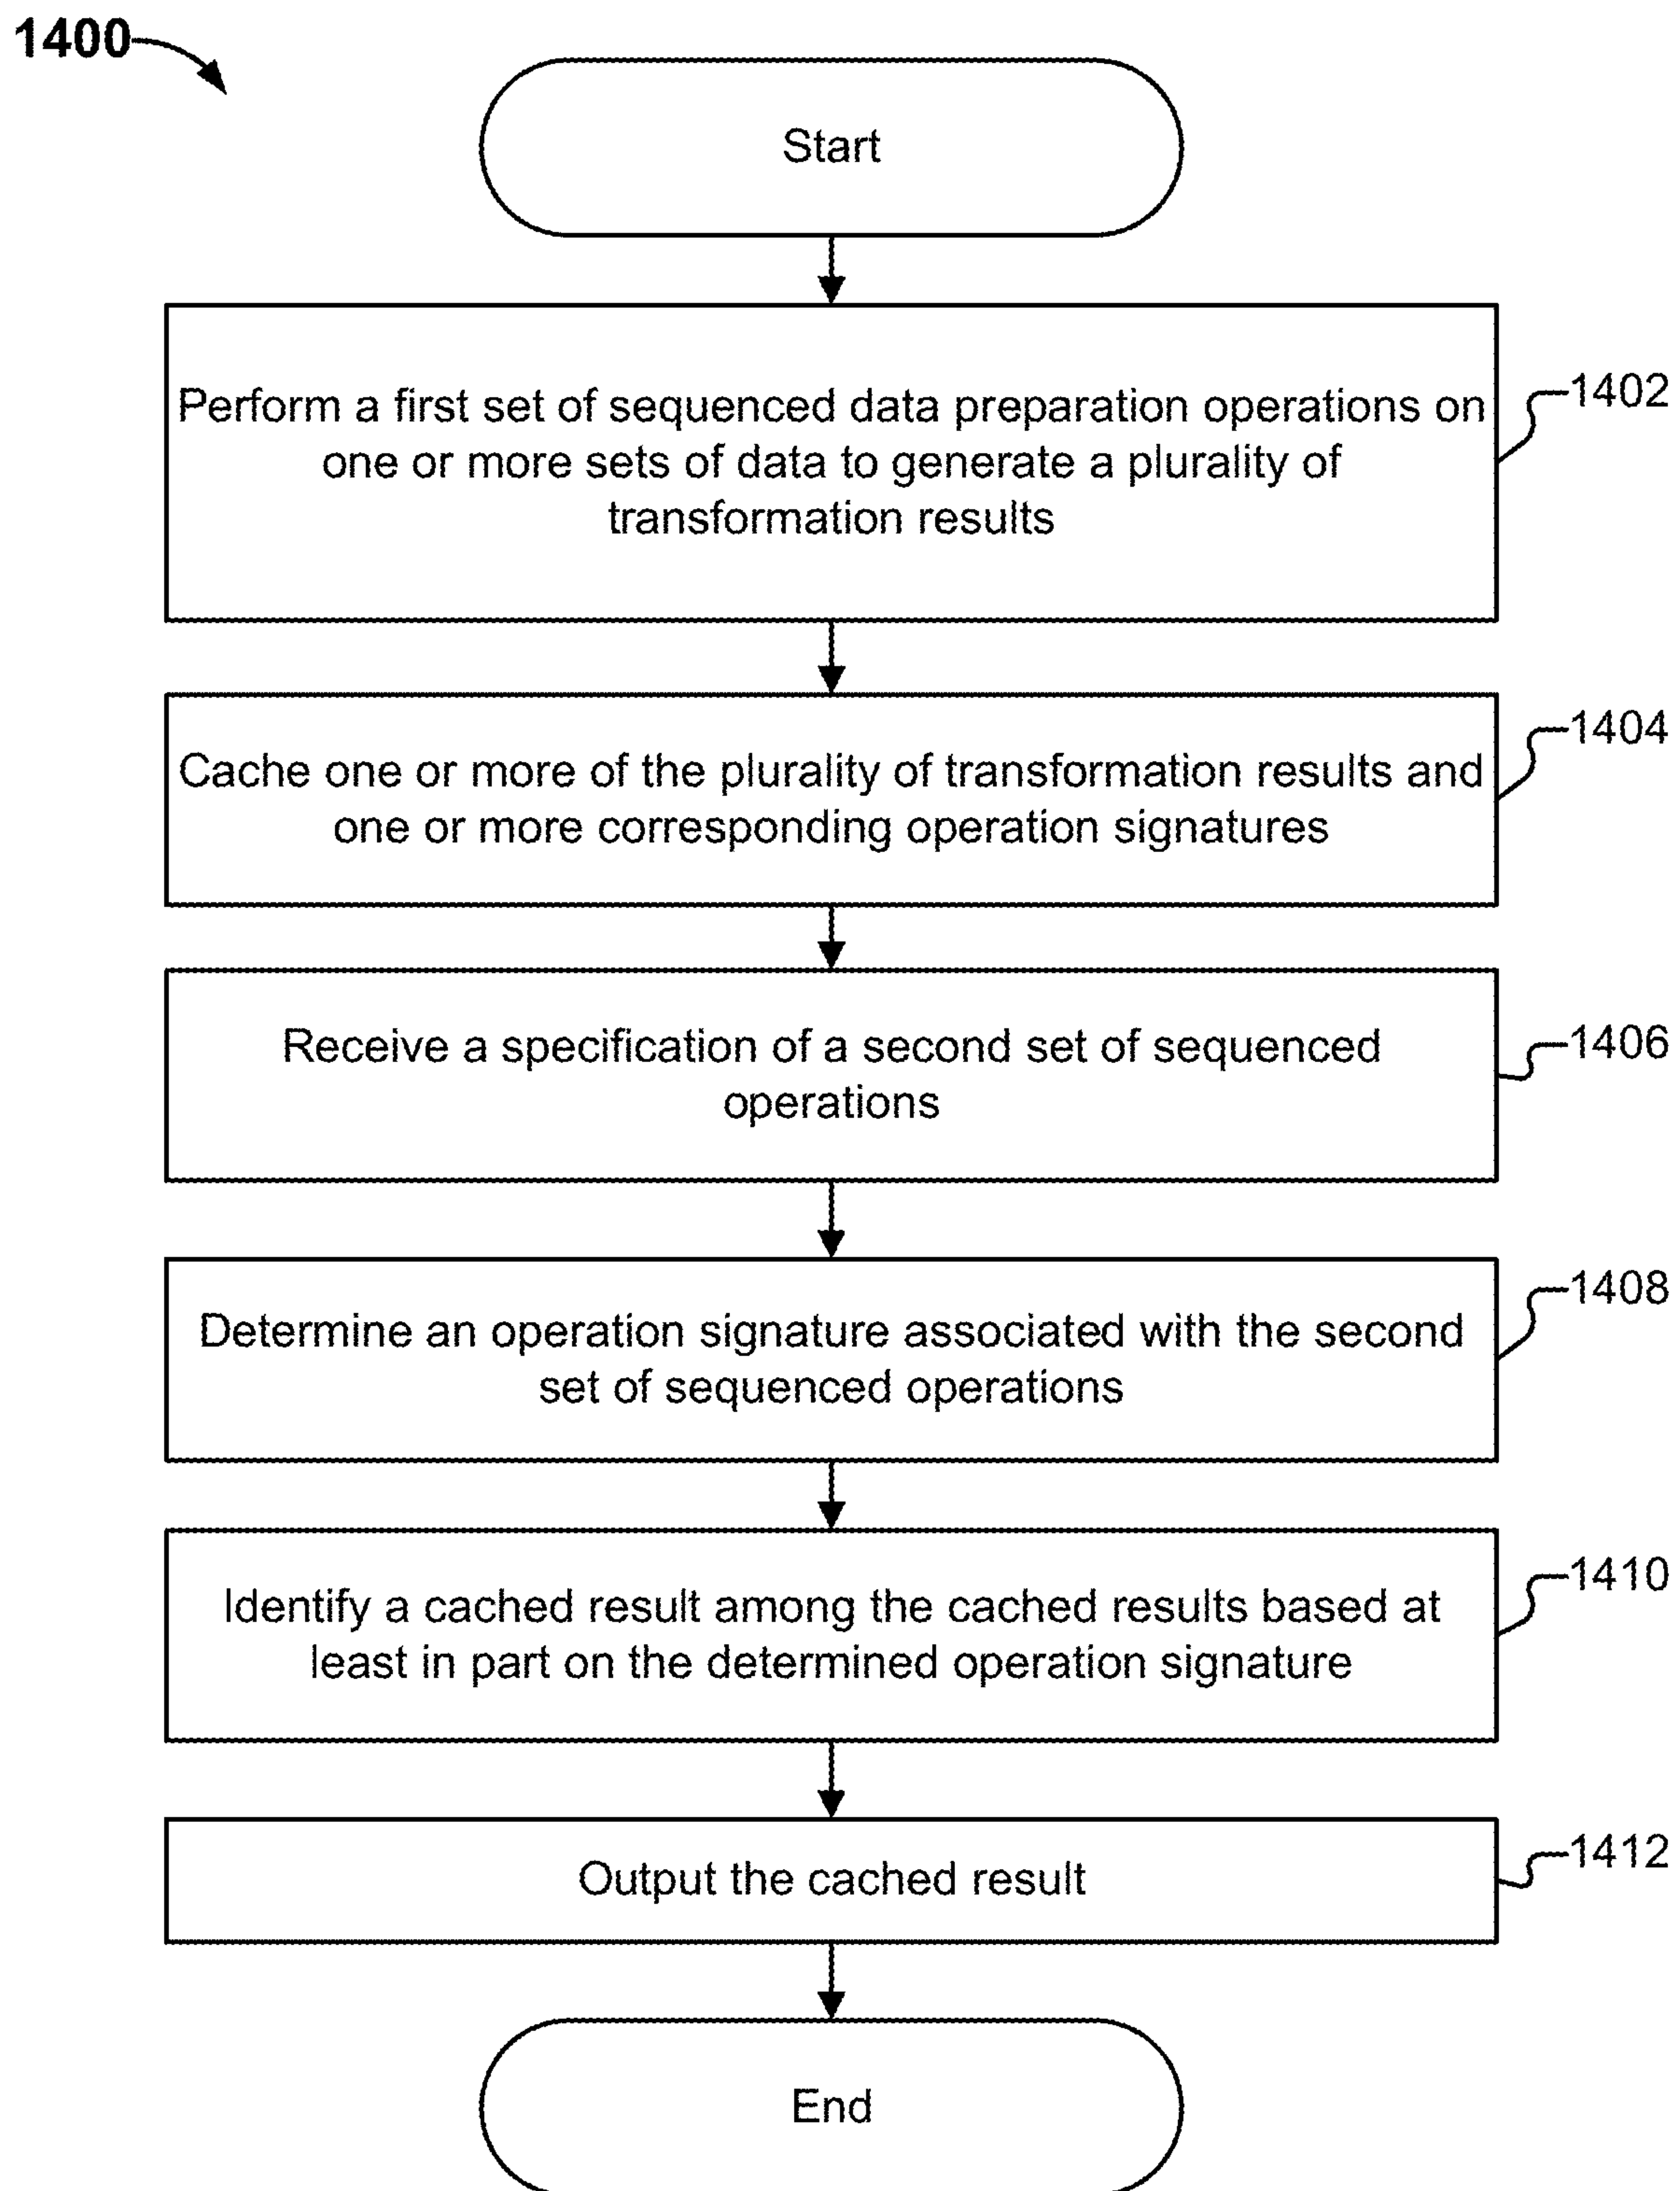 1400
Start
Perform a first set of sequenced data preparation operations on
one or more sets of data to generate a plurality of
transformation results
1402
Cache one or more of the plurality of transformation results and
one or more corresponding operation signatures
1404
Receive a specification of a second set of sequenced
operations
1406
Determine an operation signature associated with the second
set of sequenced operations
1408
Identify a cached result among the cached results based at
least in part on the determined operation signature
1410
Output the cached result
1412
End